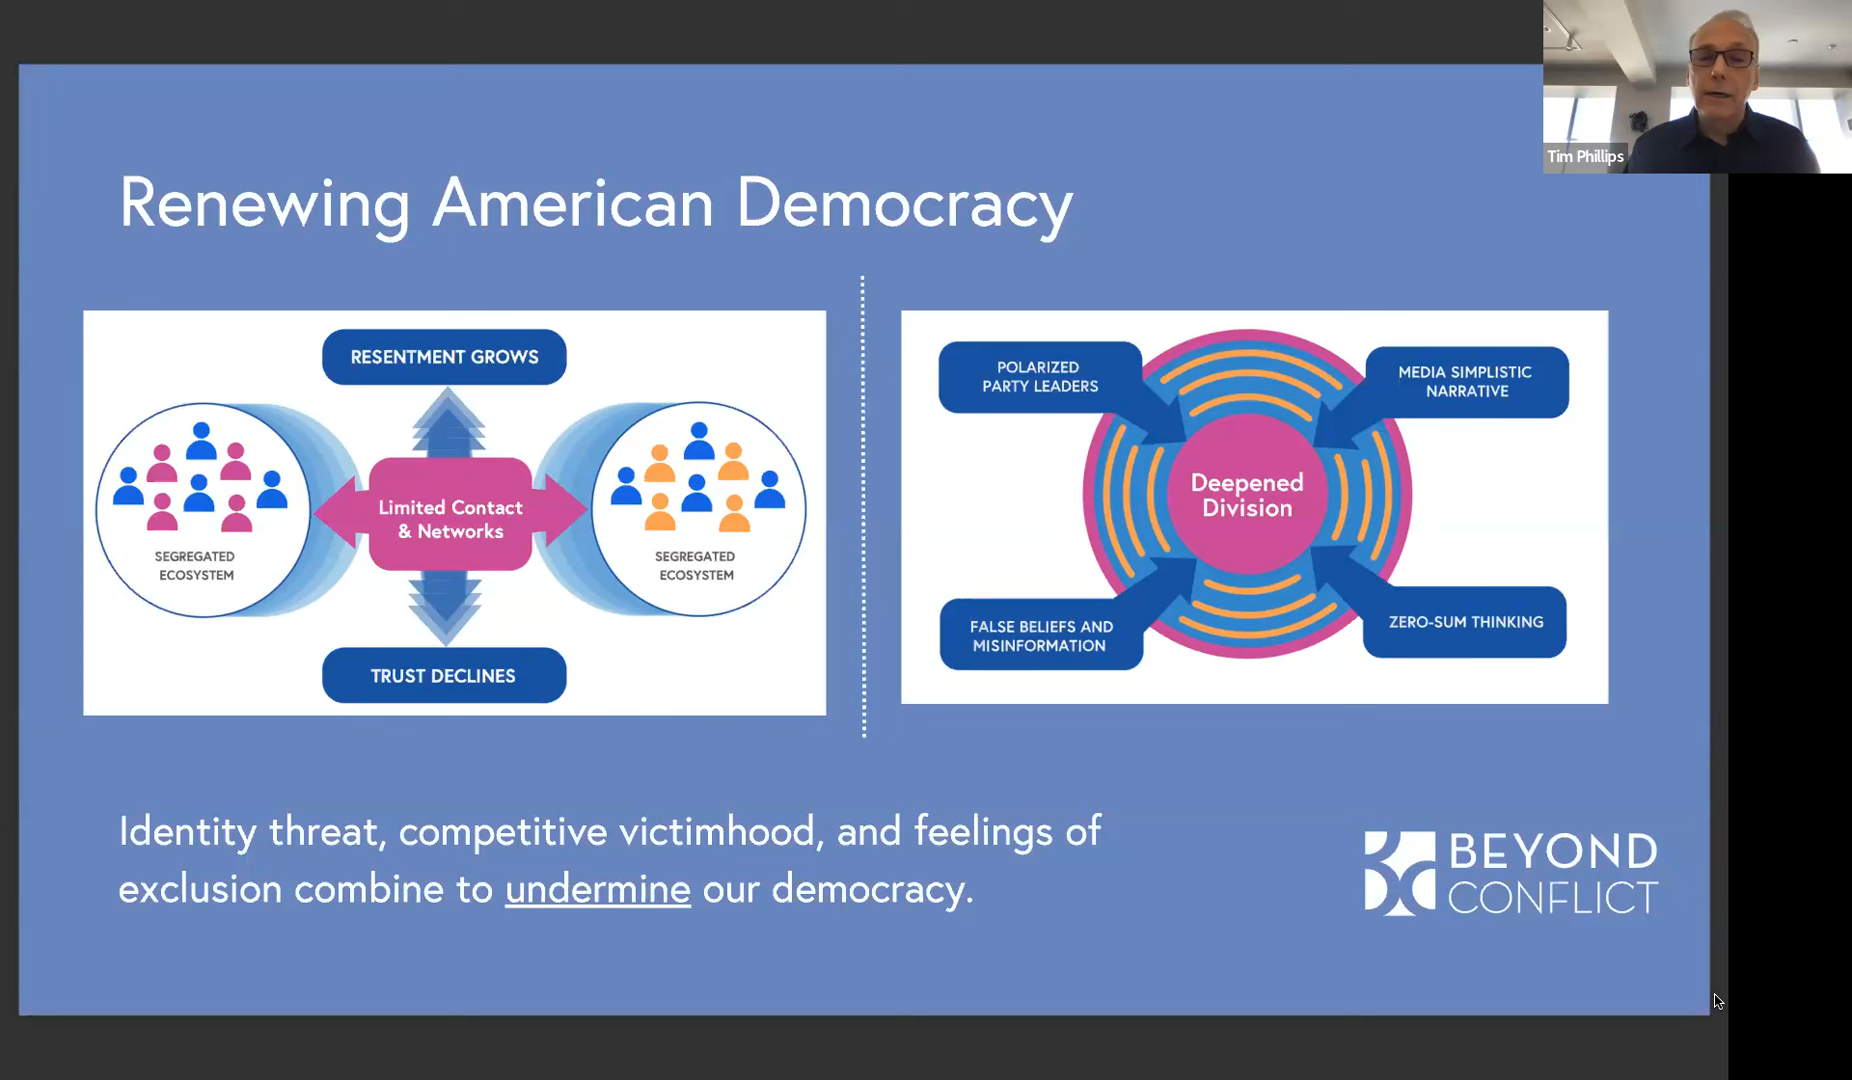 Tim Phillips
Renewing American Democracy
RESENTMENT GROWS
Limited Contact
& Networks
SEGREGATED
ECOSYSTEM
SEGREGATED
ECOSYSTEM
TRUST DECLINES
POLARIZED
PARTY LEADERS
MEDIA SIMPLISTIC
NARRATIVE
Deepened
Division
FALSE BELIEFS AND
MISINFORMATION
ZERO-SUM THINKING
Identity threat, competitive victimhood, and feelings of
exclusion combine to undermine our democracy.
BEYOND
CONFLICT